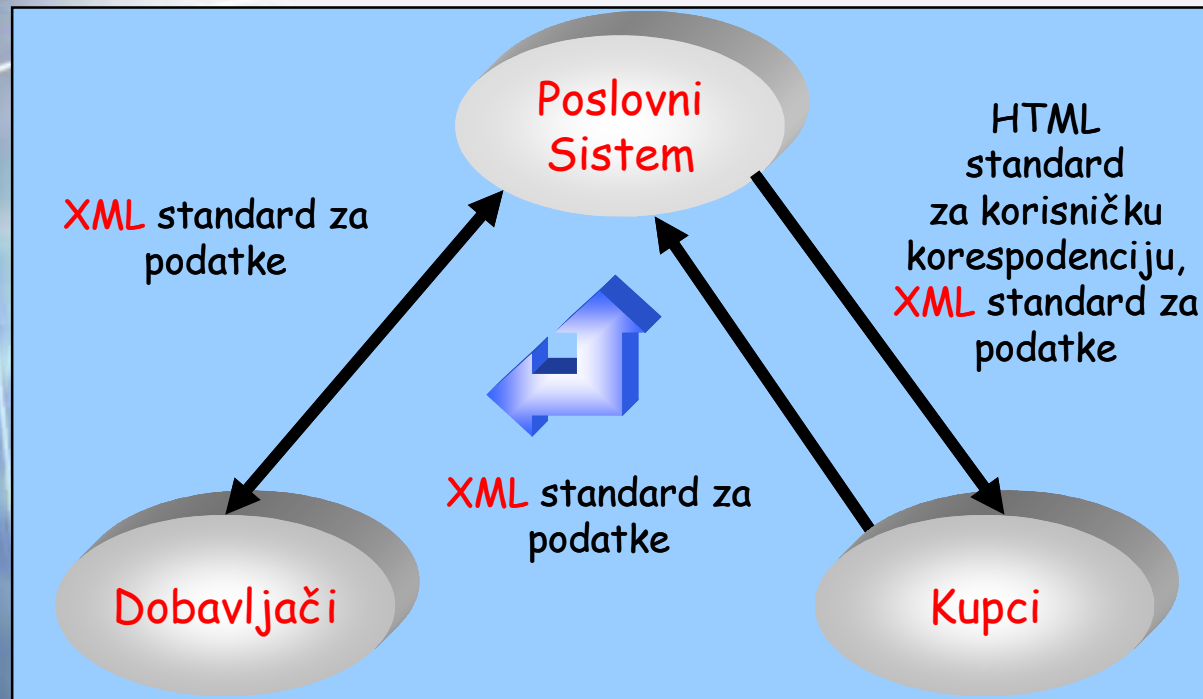 Poslovni
Sistem
XML standard za
podatke
HTML
standard
za korisničku
korespodenciju,
XML standard za
podatke
XML standard za
podatke
Dobavljači
Kupci